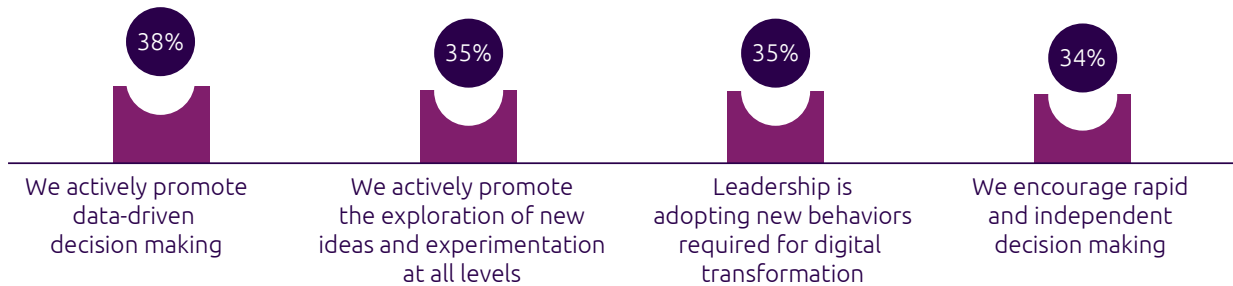 38%
35%
35%
34%
We actively promote
data-driven
decision making
We actively promote
the exploration of new
ideas and experimentation
at all levels
Leadership is
adopting new behaviors
required for digital
transformation
We encourage rapid
and independent
decision making